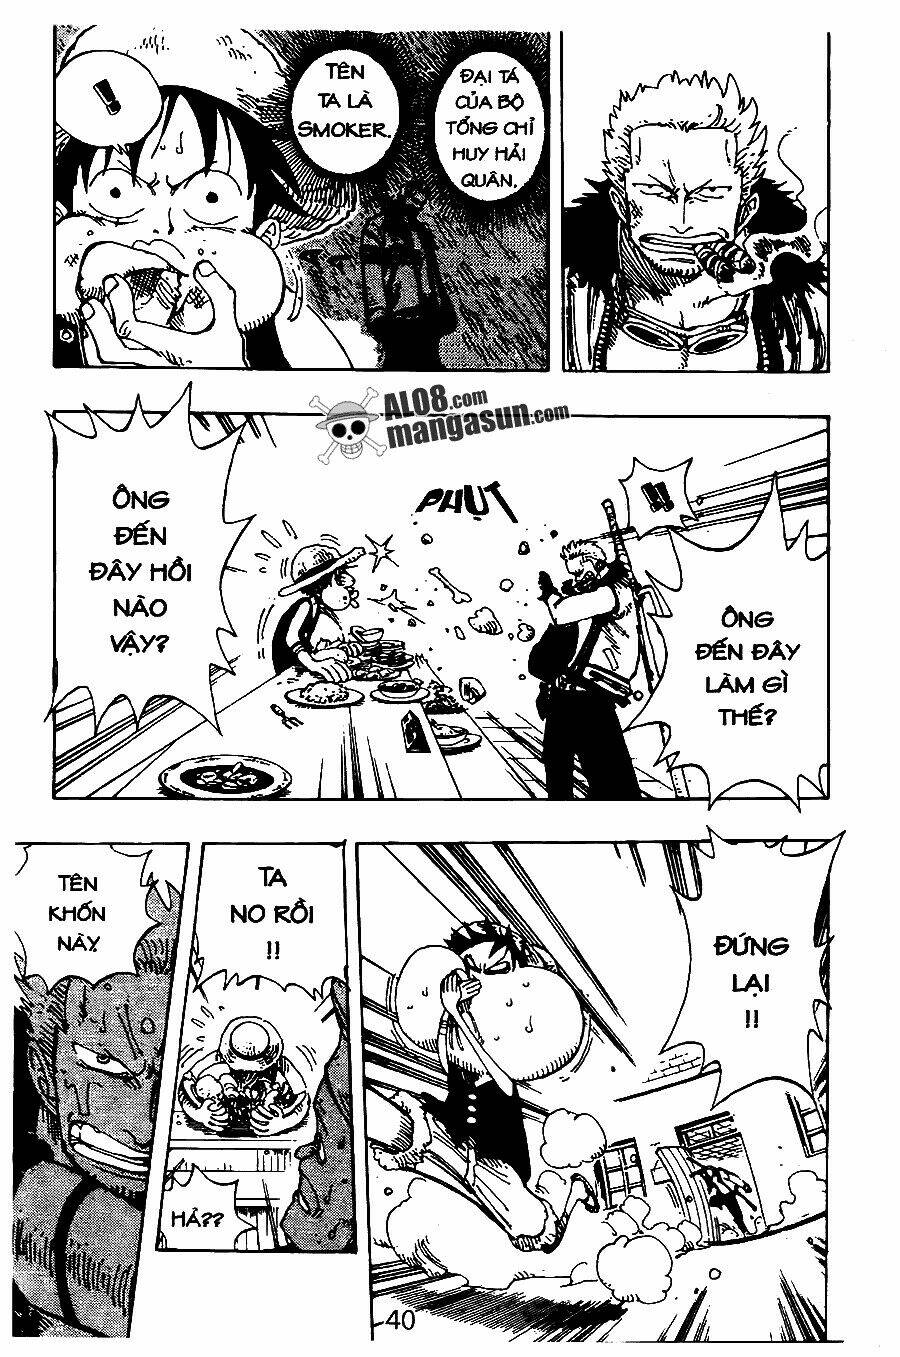 ĐẠI TÁ
CỦA BỘ
TỔNG CHỈ
HUY HẢI
QUÂN.
TÊN
TA LÀ
SMOKER.
!!
AL08.com
mangasun.com
!!
ÔNG
ĐẾN ĐÂY
LÀM GÌ
THẾ?
PHỤT
ÔNG
ĐẾN
ĐÂY HỒI
NÀO
VẬY?
ĐỨNG
LẠI
!!
TA
NO RỒI
!!
HẢ??
TÊN
KHỐN
NÀY.
40